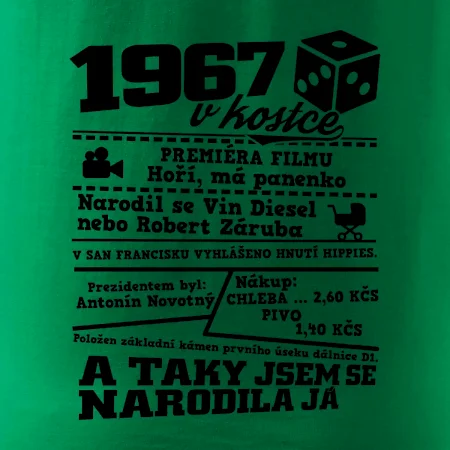 1967
v kostce
PREMIÉRA FILMU
Hoří, má panenko
Narodil se Vin Diesel
nebo Robert Záruba
V SAN FRANCISKU VYHLÁŠENO HNUTÍ HIPPIES.
Prezidentem byl:
Antonín Novotný
Nákup:
CHLEBA ... 2,60 KČS
PIVO
1,40 KČS
Položen základní kámen prvního úseku dálnice D1.
A TAKY JSEM SE
NARODILA JÁ